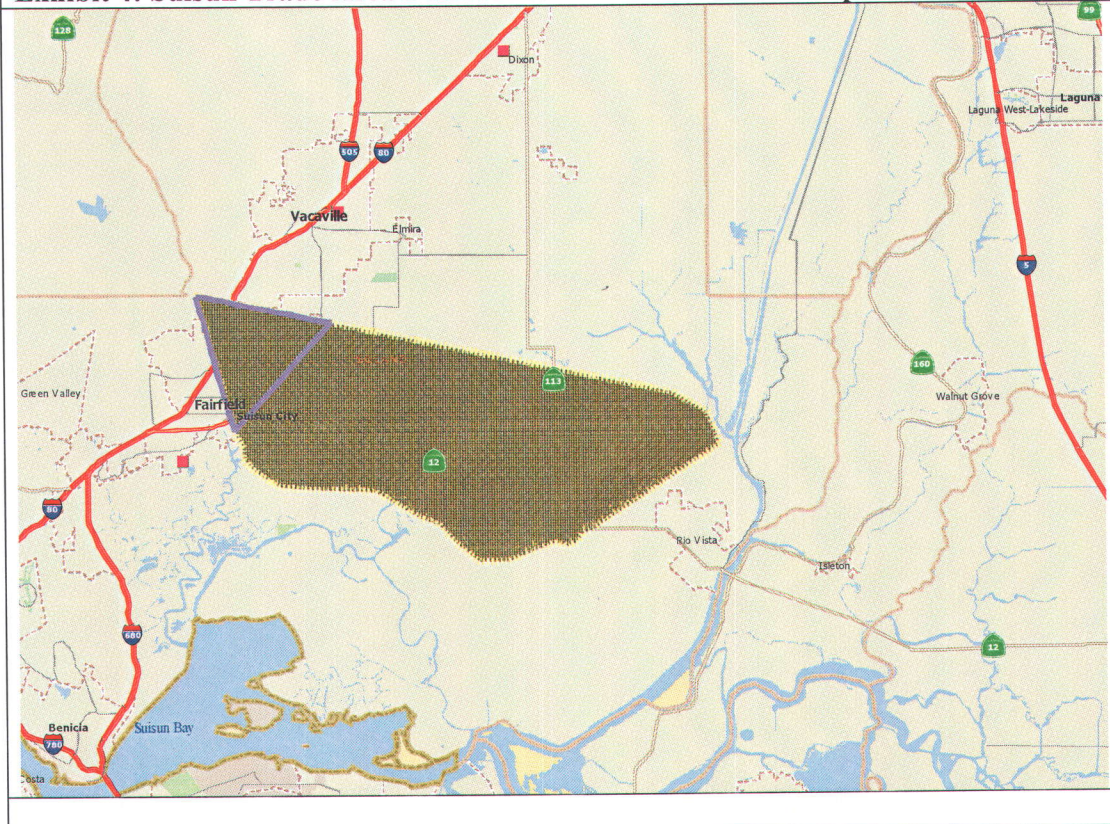 128
99
Dixon
Laguna
Laguna West-Lakeside
505
80
Vacaville
Elmira
5
113
160
Green Valley
Walnut Grove
Fairfield
Suisun City
12
80
Rio Vista
Isleton
680
12
Benicia
Suisun Bay
780
Costa